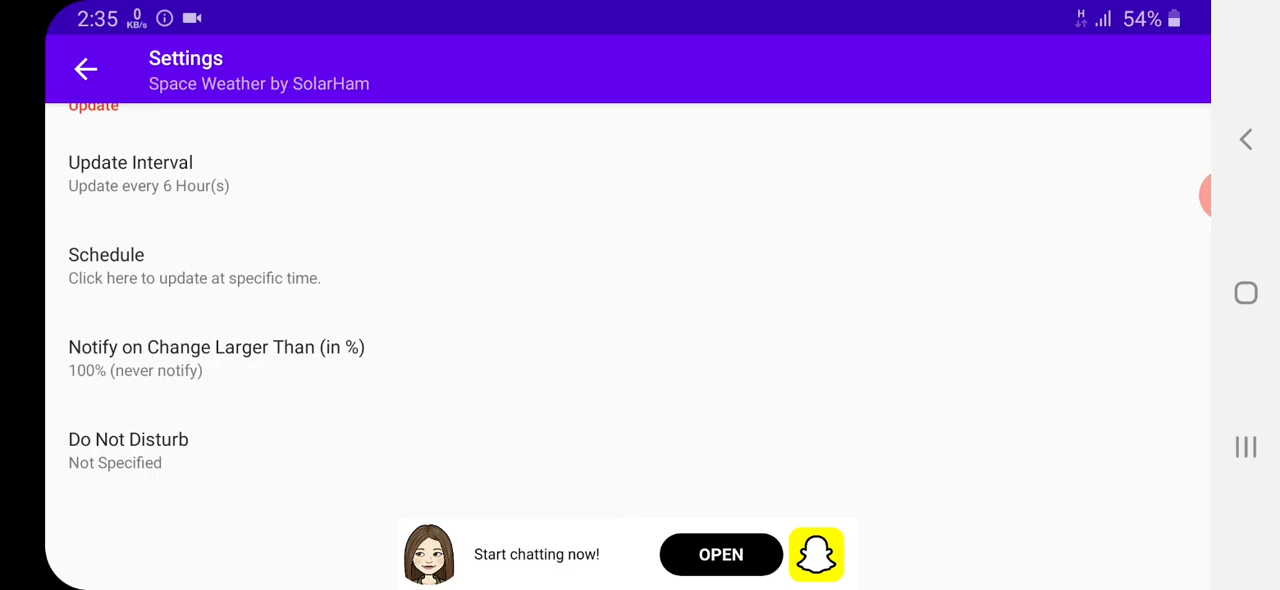 2:35 0 KB/s H 54%
Settings
Space Weather by SolarHam
Update
Update Interval
Update every 6 Hour(s)
Schedule
Click here to update at specific time.
Notify on Change Larger Than (in %)
100% (never notify)
Do Not Disturb
Not Specified
Start chatting now! OPEN